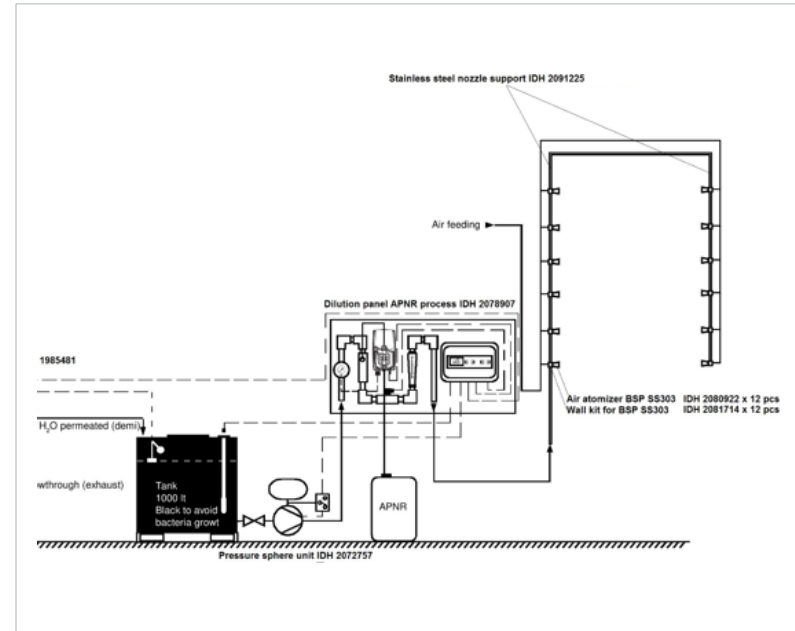 Stainless steel nozzle support IDH 2091225
Air feeding
Dilution panel APNR process IDH 2078907
1985481
Air atomizer BSP SS303 IDH 2080922 x 12 pcs
Wall kit for BSP SS303 IDH 2081714 x 12 pcs
H₂O permeated (demi)
wthrough (exhaust)
Tank
1000 lt
Black to avoid
bacteria growt
APNR
Pressure sphere unit IDH 2072757